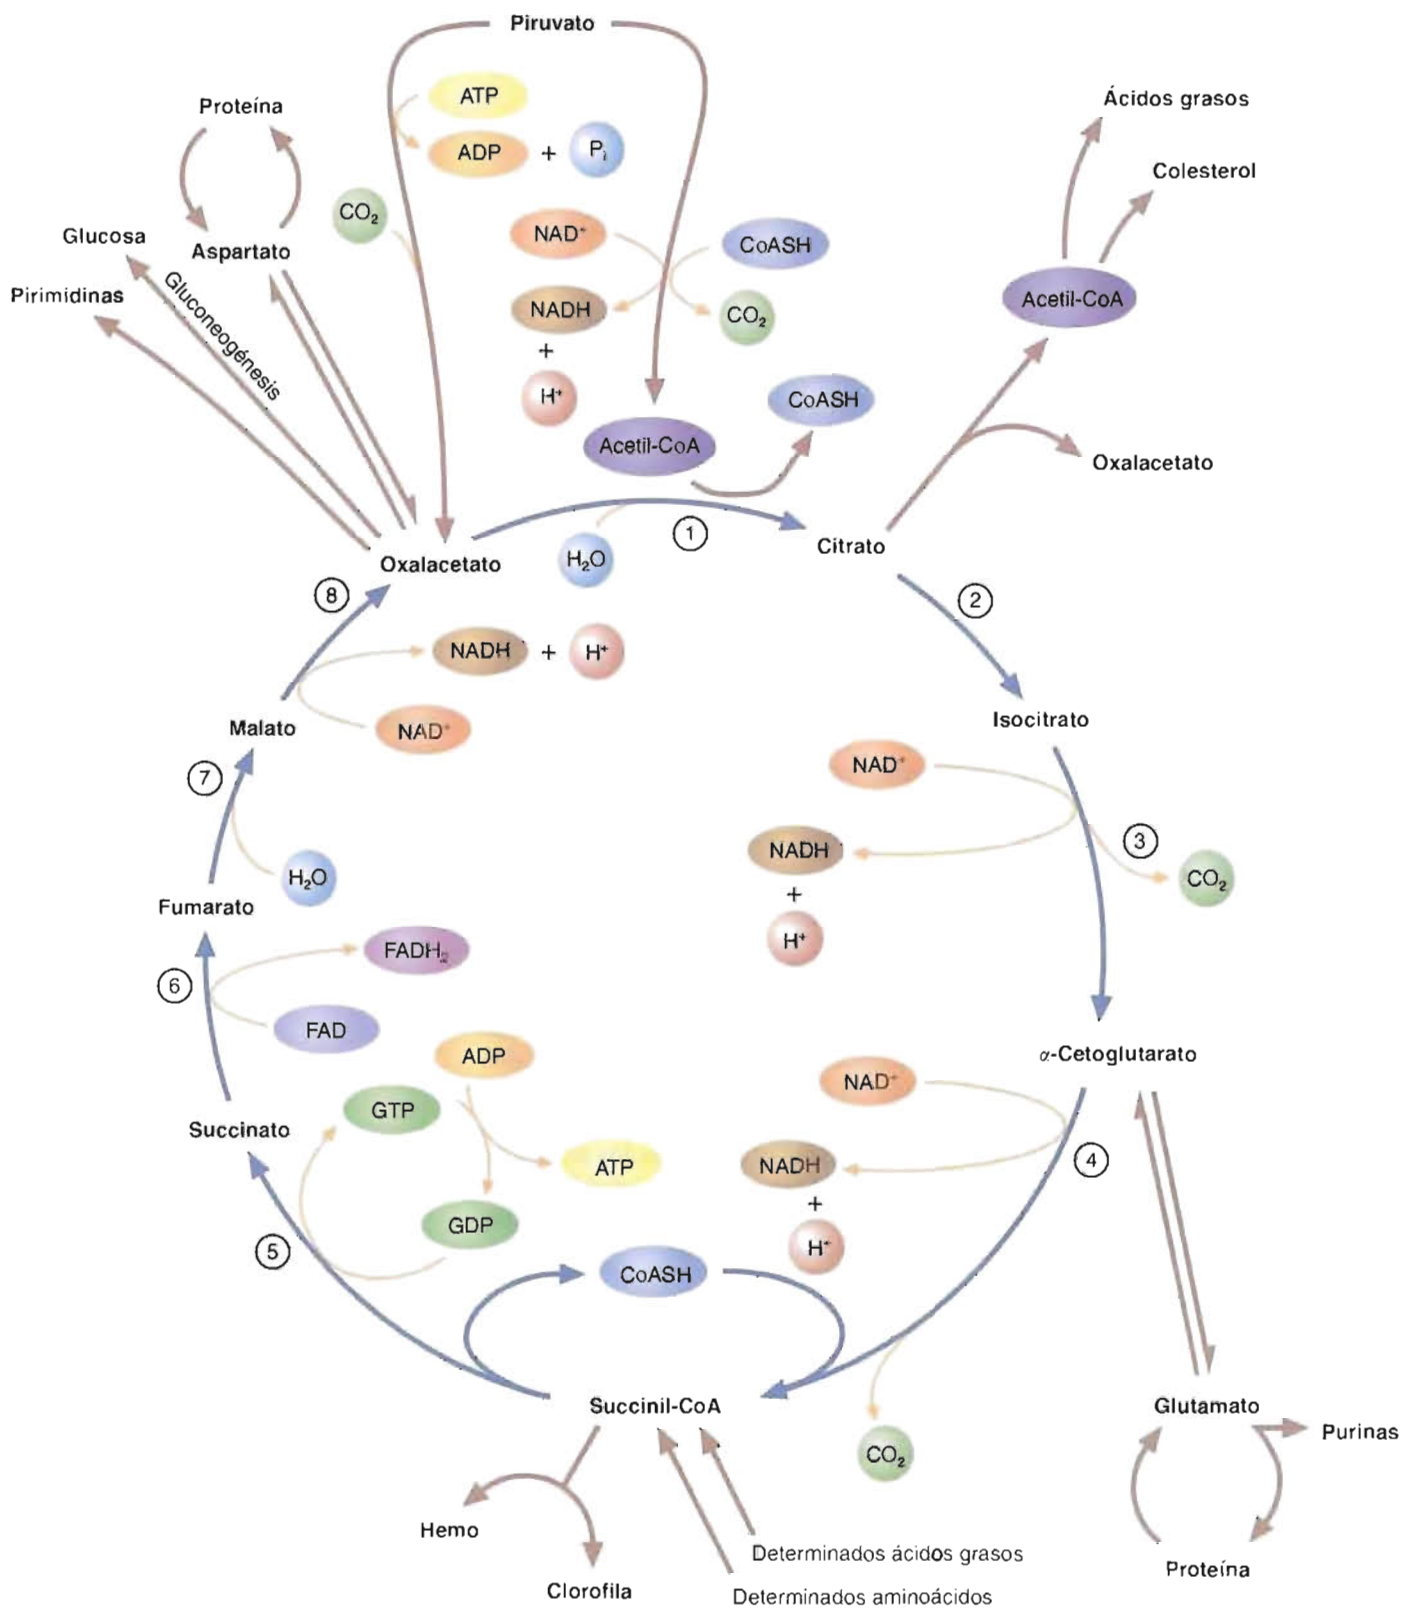 Piruvato
ATP
ADP + Pi
CO₂
NAD⁺
CoASH
NADH
+
H⁺
CO₂
Acetil-CoA
CoASH
Proteína
Aspartato
Glucosa
Gluconeogénesis
Pirimidinas
Ácidos grasos
Colesterol
Acetil-CoA
Oxalacetato
Oxalacetato
H₂O
1
Citrato
2
Isocitrato
NAD⁺
NADH
+
H⁺
3
CO₂
α-Cetoglutarato
NAD⁺
NADH
+
H⁺
4
CO₂
Glutamato
Purinas
Proteína
Succinil-CoA
CoASH
Hemo
Clorofila
Determinados ácidos grasos
Determinados aminoácidos
5
GDP
GTP
ADP
ATP
Succinato
6
FAD
FADH₂
Fumarato
7
H₂O
Malato
8
NAD⁺
NADH + H⁺